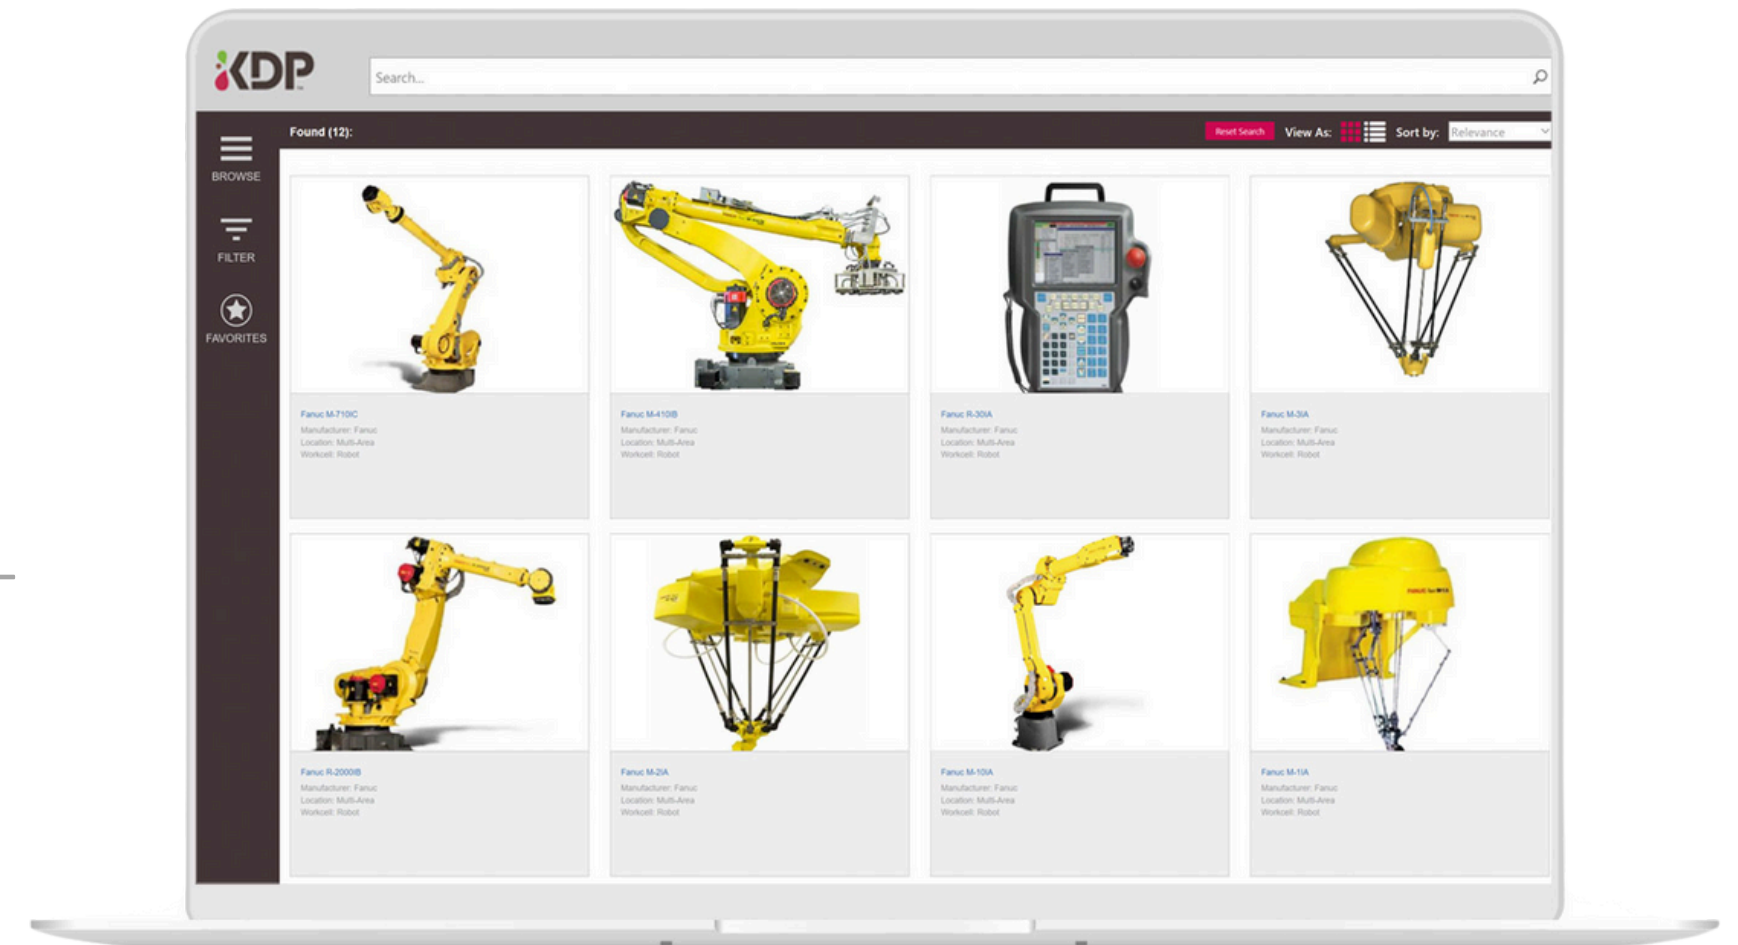 KDP
Search...
Found (12):
Reset Search
View As:
Sort by:
Relevance
BROWSE
FILTER
FAVORITES
Fanuc M-710IC
Manufacturer: Fanuc
Location: Multi-Area
Workcell: Robot
Fanuc M-410IB
Manufacturer: Fanuc
Location: Multi-Area
Workcell: Robot
Fanuc R-30IA
Manufacturer: Fanuc
Location: Multi-Area
Workcell: Robot
Fanuc M-3IA
Manufacturer: Fanuc
Location: Multi-Area
Workcell: Robot
Fanuc R-2000IB
Manufacturer: Fanuc
Location: Multi-Area
Workcell: Robot
Fanuc M-2IA
Manufacturer: Fanuc
Location: Multi-Area
Workcell: Robot
Fanuc M-10IA
Manufacturer: Fanuc
Location: Multi-Area
Workcell: Robot
FANUC
Fanuc M-1IA
Manufacturer: Fanuc
Location: Multi-Area
Workcell: Robot